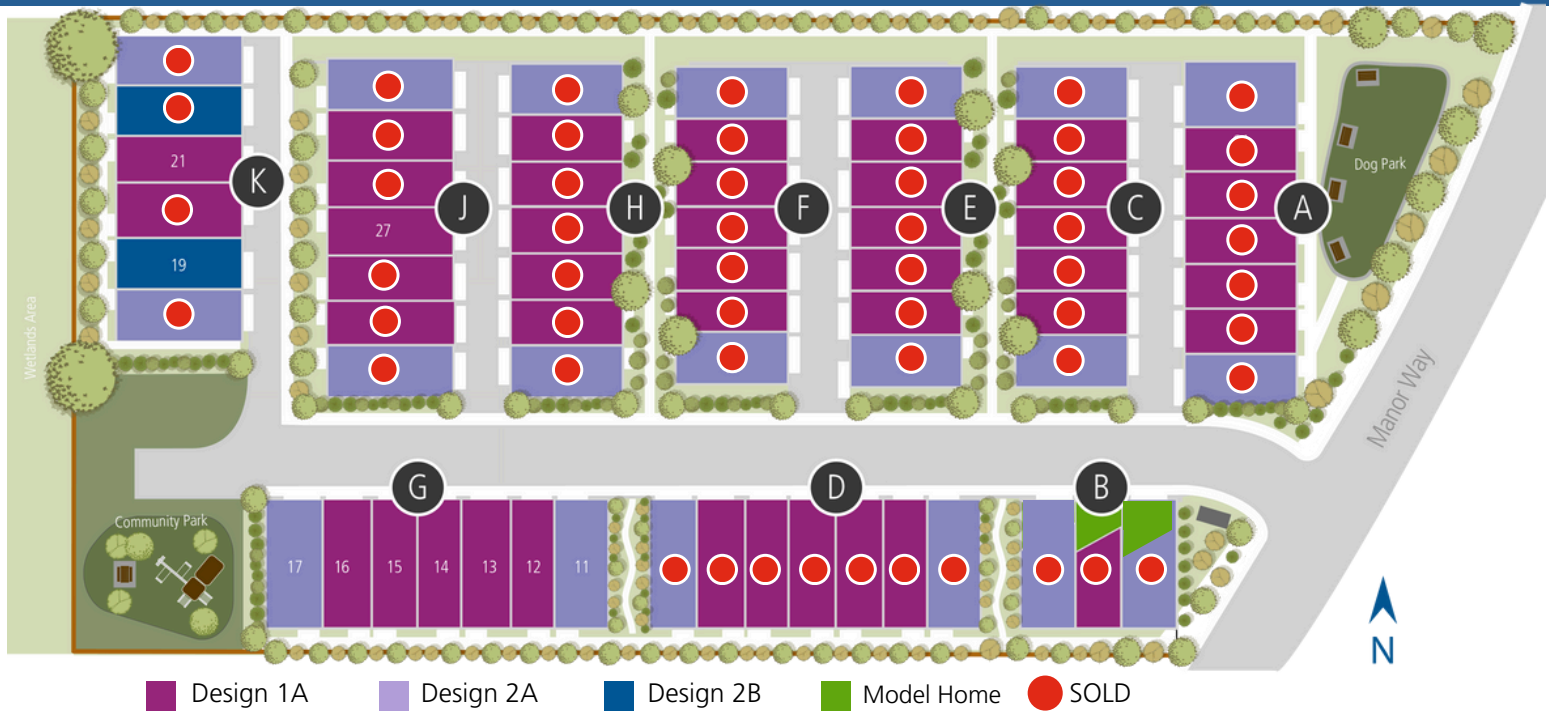 21
K
19
J
27
H
F
E
C
A
Dog Park
Wetlands Area
Manor Way
G
D
B
Community Park
17
16
15
14
13
12
11
N
Design 1A
Design 2A
Design 2B
Model Home
SOLD